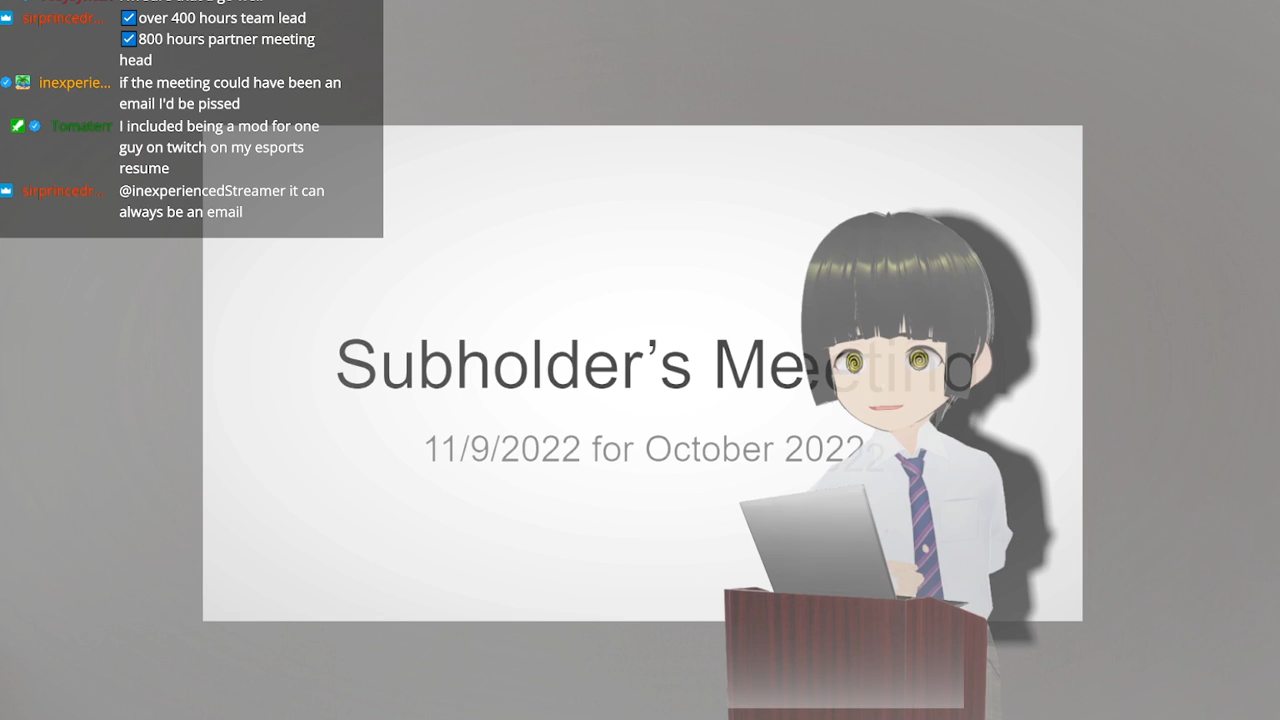 sirprincedr... over 400 hours team lead
800 hours partner meeting
head
inexperie... if the meeting could have been an
email I'd be pissed
Tomaterr I included being a mod for one
guy on twitch on my esports
resume
sirprincedr... @inexperiencedStreamer it can
always be an email
Subholder's Meeting
11/9/2022 for October 2022